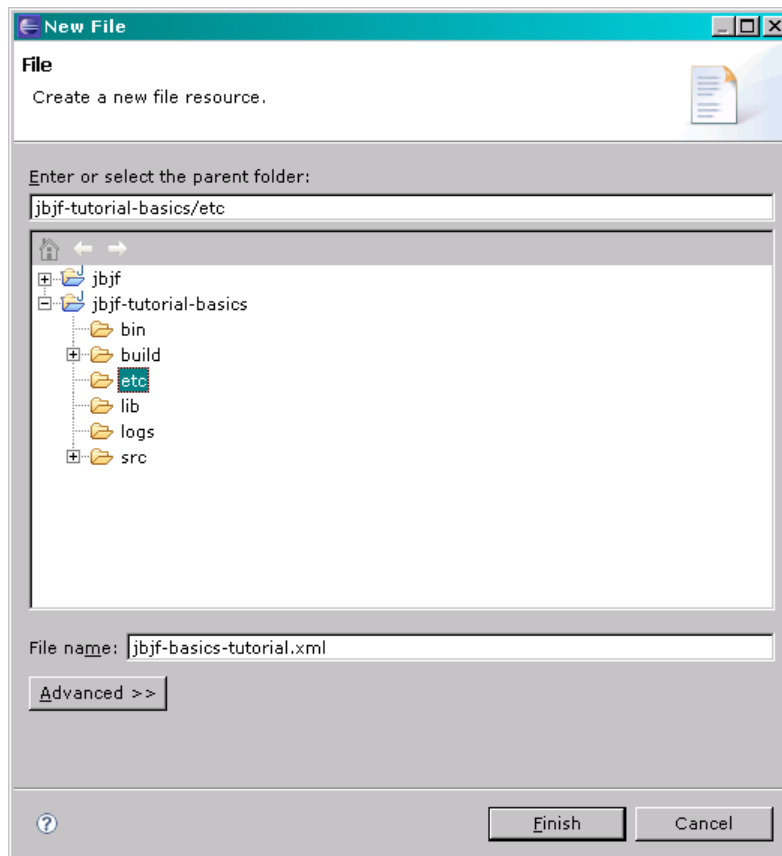 New File
File
Create a new file resource.
Enter or select the parent folder:
jbjf-tutorial-basics/etc
jbjf
jbjf-tutorial-basics
bin
build
etc
lib
logs
src
File name: jbjf-basics-tutorial.xml
Advanced >>
Finish Cancel